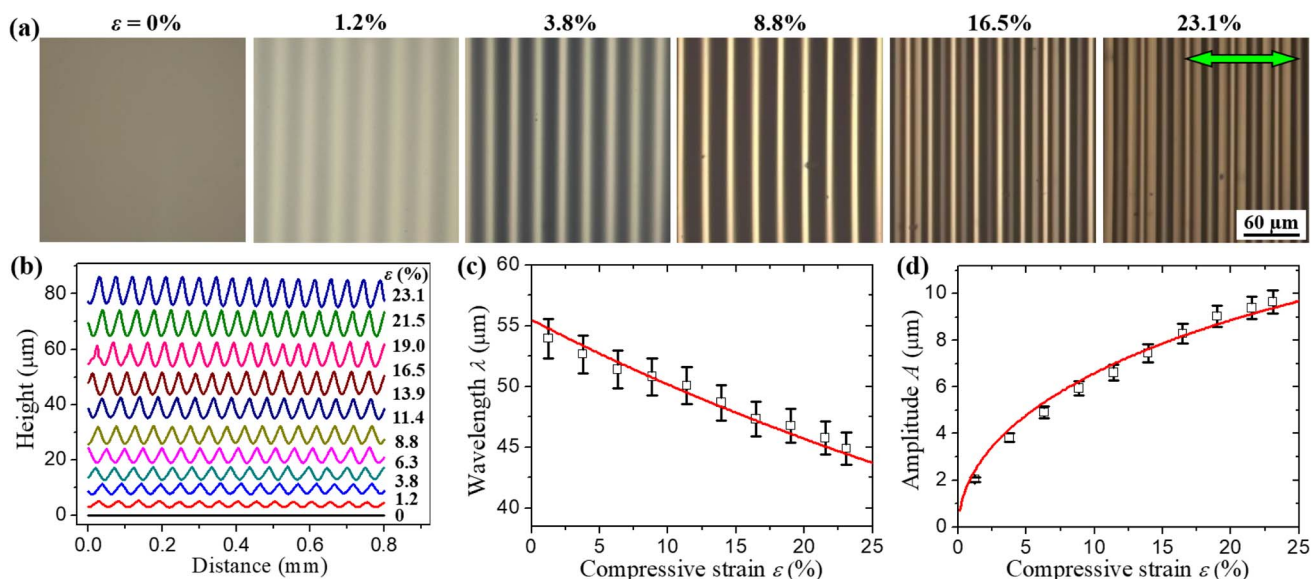 (a) ε = 0% 1.2% 3.8% 8.8% 16.5% 23.1%
60 μm
(b)
80
60
40
20
0
Height (μm)
ε (%)
23.1
21.5
19.0
16.5
13.9
11.4
8.8
6.3
3.8
1.2
0
0.0 0.2 0.4 0.6 0.8
Distance (mm)
(c)
60
55
50
45
40
Wavelength λ (μm)
0 5 10 15 20 25
Compressive strain ε (%)
(d)
10
8
6
4
2
0
Amplitude A (μm)
0 5 10 15 20 25
Compressive strain ε (%)